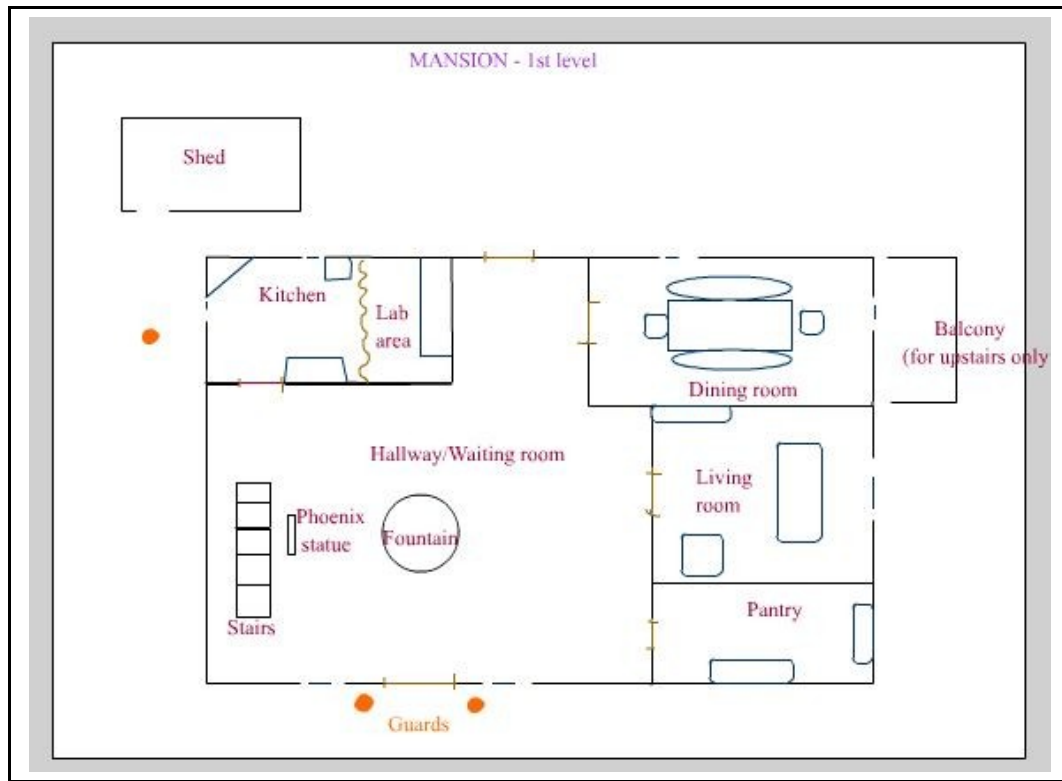 MANSION - 1st level
Shed
Kitchen
Lab
area
Balcony
(for upstairs only
Dining room
Hallway/Waiting room
Living
room
Phoenix
statue
Fountain
Stairs
Pantry
Guards